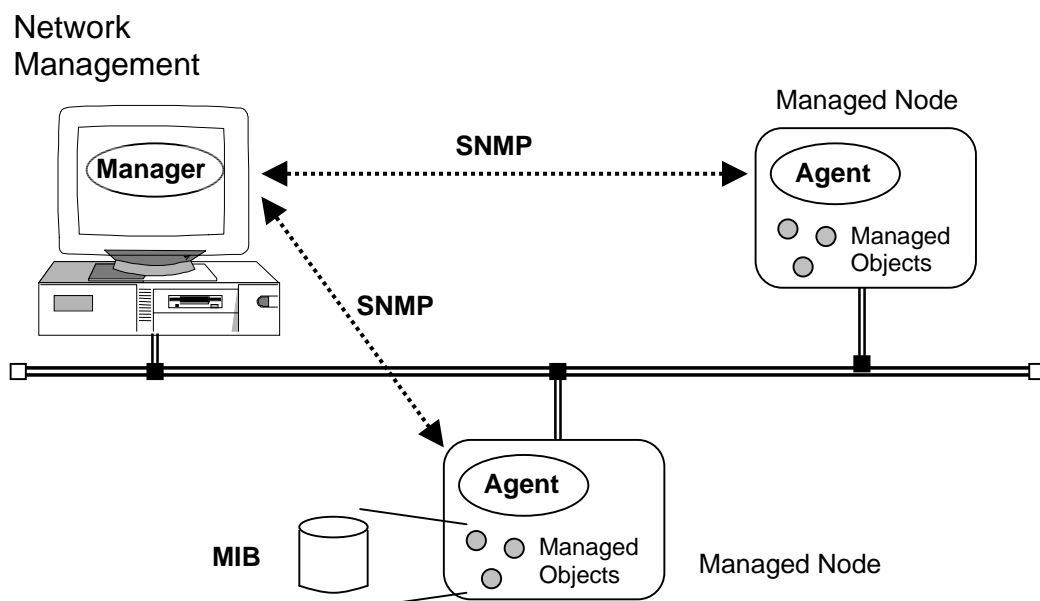 Network
Management
Managed Node
SNMP
Manager
Agent
Managed
Objects
SNMP
Agent
MIB
Managed
Objects
Managed Node